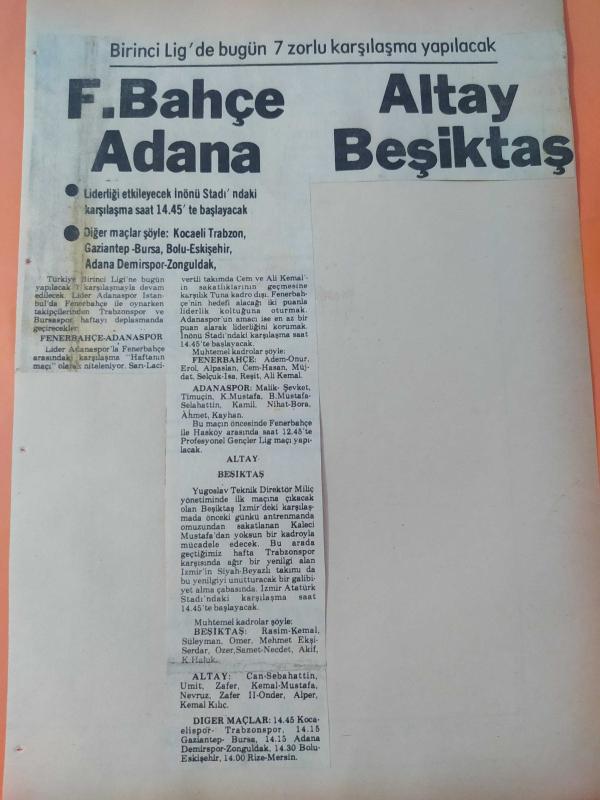 Birinci Lig'de bugün 7 zorlu karşılaşma yapılacak
F.Bahçe
Adana
Altay
Beşiktaş
Liderliği etkileyecek İnönü Stadı'ndaki
karşılaşma saat 14.45'te başlayacak
Diğer maçlar şöyle: Kocaeli Trabzon,
Gaziantep -Bursa, Bolu-Eskişehir,
Adana Demirspor-Zonguldak,
Türkiye Birinci Ligi'ne bugün
yapılacak 7 karşılaşmayla devam
edilecek. Lider Adanaspor İstan-
bul'da Fenerbahçe ile oynarken
takipçilerinden Trabzonspor ve
Bursaspor, haftayı deplasmanda
geçirecekler.
FENERBAHÇE-ADANASPOR
Lider Adanaspor'la Fenerbahçe
arasındaki karşılaşma "Haftanın
maçı" olarak niteleniyor. Sarı-Laci-
vertli takımda Cem ve Ali Kemal'-
in sakatlıklarının geçmesine
karşılık Tuna kadro dışı. Fenerbah-
çe'nin hedefi alacağı iki puanla
liderlik koltuğuna oturmak.
Adanaspor'un amacı ise en az bir
puan alarak liderliğini korumak.
İnönü Stadı'ndaki karşılaşma saat
14.45'te başlayacak.
Muhtemel kadrolar şöyle:
FENERBAHÇE: Adem-Onur,
Erol, Alpaslan, Cem-Hasan, Müj-
dat, Selçuk-İsa, Reşit, Ali Kemal.
ADANASPOR: Malik- Şevket,
Timuçin, K.Mustafa, B.Mustafa-
Selahattin, Kamil, Nihat-Bora,
Ahmet, Kayhan.
Bu maçın öncesinde Fenerbahçe
ile Hasköy arasında saat 12.45'te
Profesyonel Gençler Lig maçı yapı-
lacak.
ALTAY
BEŞİKTAŞ
Yugoslav Teknik Direktör Miliç
yönetiminde ilk maçına çıkacak
olan Beşiktaş İzmir'deki karşılaş-
mada önceki günkü antrenmanda
omuzundan sakatlanan Kaleci
Mustafa'dan yoksun bir kadroyla
mücadele edecek. Bu arada
geçtiğimiz hafta Trabzonspor
karşısında ağır bir yenilgi alan
İzmir'in Siyah-Beyazlı takımı da
bu yenilgiyi unutturacak bir galibi-
yet alma çabasında. İzmir Atatürk
Stadı'ndaki karşılaşma saat
14.45'te başlayacak.
Muhtemel kadrolar şöyle:
BEŞİKTAŞ: Rasim-Kemal,
Süleyman, Ömer, Mehmet Ekşi-
Serdar, Özer,Samet-Necdet, Akif,
K.Haluk.
ALTAY: Can-Sebahattin,
Ümit, Zafer, Kemal-Mustafa,
Nevruz, Zafer II-Önder, Alper,
Kemal Kılıç.
DİĞER MAÇLAR: 14.45 Koca-
elispor- Trabzonspor, 14.15
Gaziantep- Bursa, 14.15 Adana
Demirspor-Zonguldak, 14.30 Bolu-
Eskişehir, 14.00 Rize-Mersin.